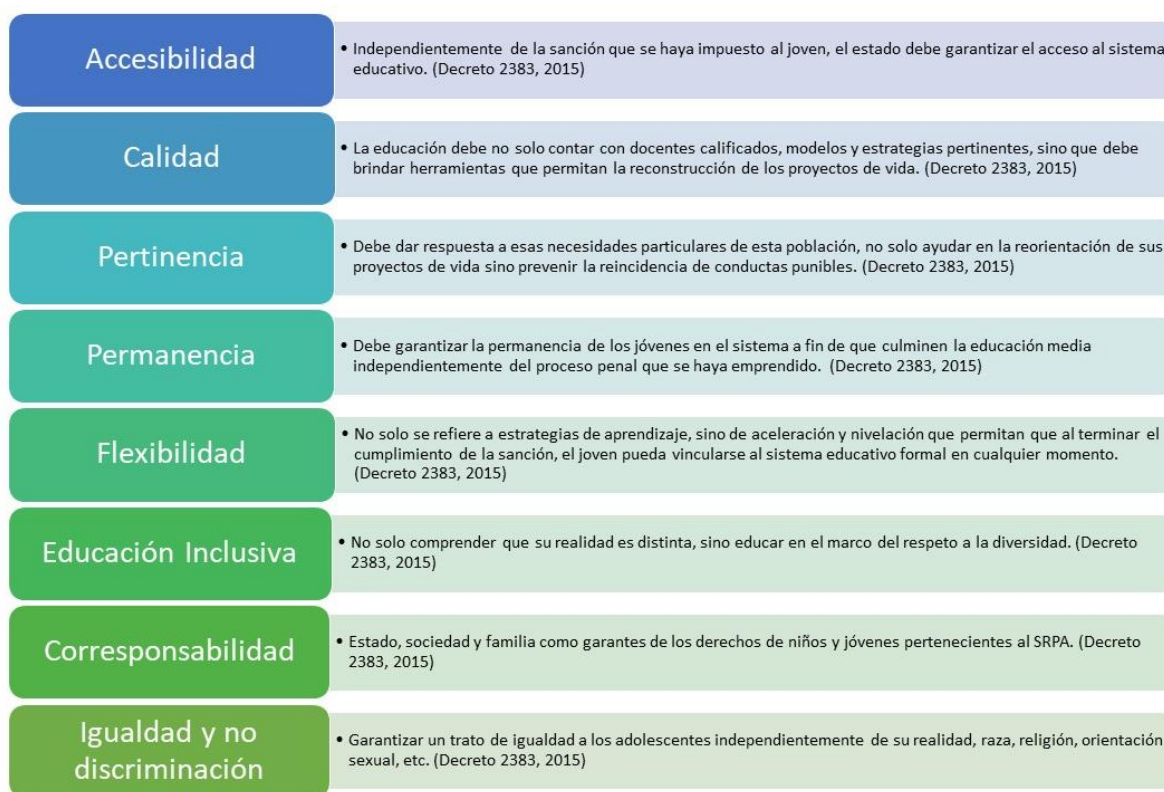 Accesibilidad
• Independientemente de la sanción que se haya impuesto al joven, el estado debe garantizar el acceso al sistema
educativo. (Decreto 2383, 2015)
Calidad
• La educación debe no solo contar con docentes calificados, modelos y estrategias pertinentes, sino que debe
brindar herramientas que permitan la reconstrucción de los proyectos de vida. (Decreto 2383, 2015)
Pertinencia
• Debe dar respuesta a esas necesidades particulares de esta población, no solo ayudar en la reorientación de sus
proyectos de vida sino prevenir la reincidencia de conductas punibles. (Decreto 2383, 2015)
Permanencia
• Debe garantizar la permanencia de los jóvenes en el sistema a fin de que culminen la educación media
independientemente del proceso penal que se haya emprendido. (Decreto 2383, 2015)
Flexibilidad
• No solo se refiere a estrategias de aprendizaje, sino de aceleración y nivelación que permitan que al terminar el
cumplimiento de la sanción, el joven pueda vincularse al sistema educativo formal en cualquier momento.
(Decreto 2383, 2015)
Educación Inclusiva
• No solo comprender que su realidad es distinta, sino educar en el marco del respeto a la diversidad. (Decreto
2383, 2015)
Corresponsabilidad
• Estado, sociedad y familia como garantes de los derechos de niños y jóvenes pertenecientes al SRPA. (Decreto
2383, 2015)
Igualdad y no
discriminación
• Garantizar un trato de igualdad a los adolescentes independientemente de su realidad, raza, religión, orientación
sexual, etc. (Decreto 2383, 2015)